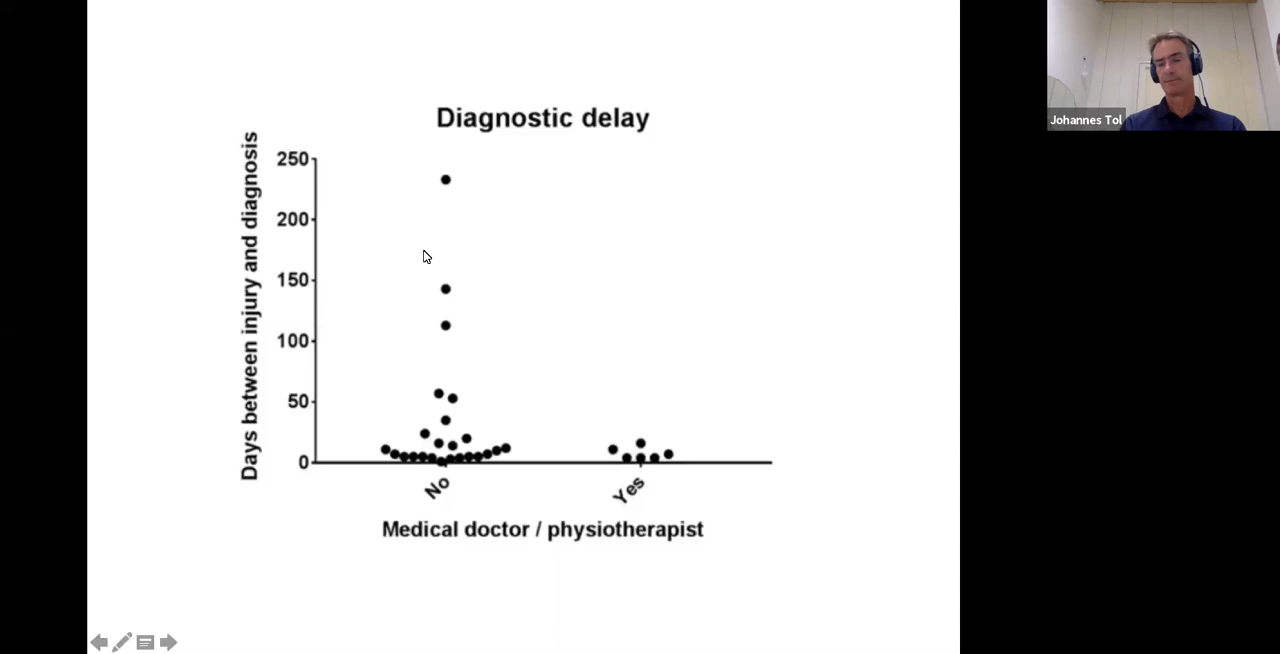 Diagnostic delay
Days between injury and diagnosis
250
200
150
100
50
0
No
Yes
Medical doctor / physiotherapist
Johannes Tol